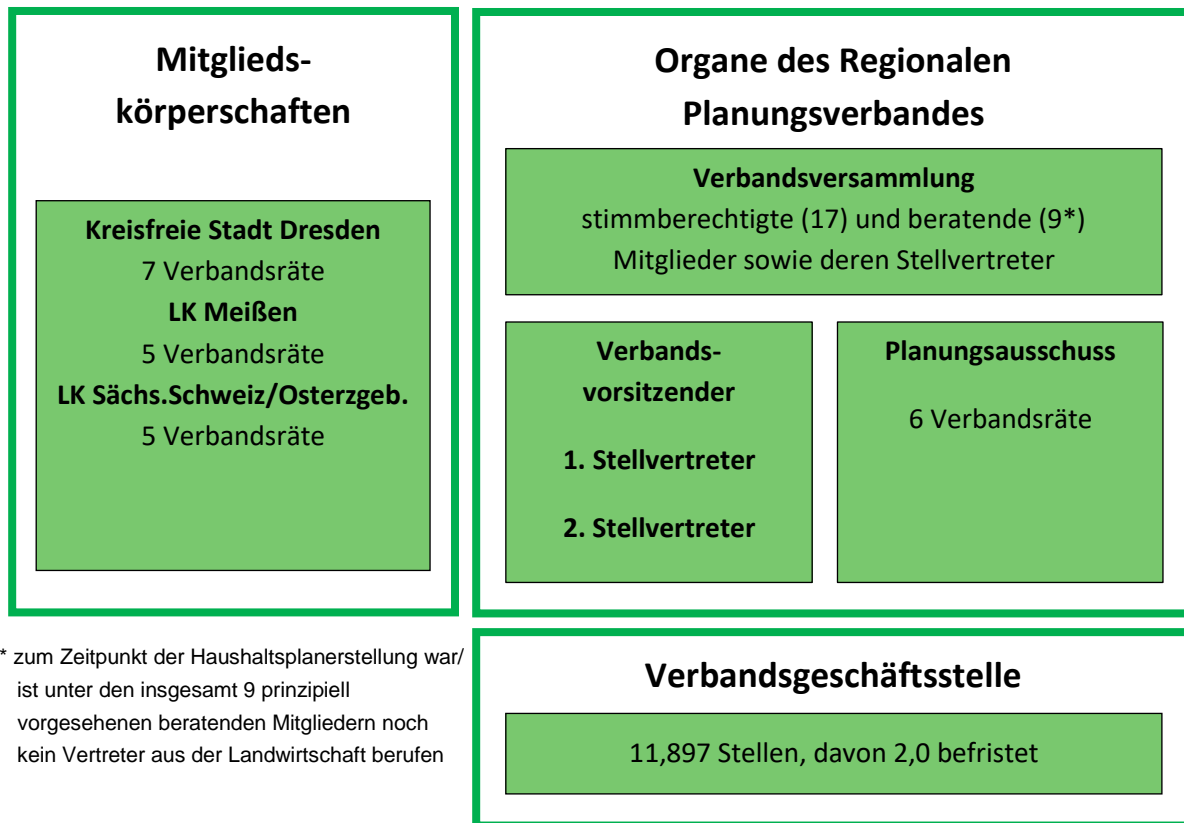 Mitglieds-
körperschaften
Kreisfreie Stadt Dresden
7 Verbandsräte
LK Meißen
5 Verbandsräte
LK Sächs.Schweiz/Osterzgeb.
5 Verbandsräte
* zum Zeitpunkt der Haushaltsplanerstellung war/
ist unter den insgesamt 9 prinzipiell
vorgesehenen beratenden Mitgliedern noch
kein Vertreter aus der Landwirtschaft berufen
Organe des Regionalen
Planungsverbandes
Verbandsversammlung
stimmberechtigte (17) und beratende (9*)
Mitglieder sowie deren Stellvertreter
Verbands-
vorsitzender
1. Stellvertreter
2. Stellvertreter
Planungsausschuss
6 Verbandsräte
Verbandsgeschäftsstelle
11,897 Stellen, davon 2,0 befristet